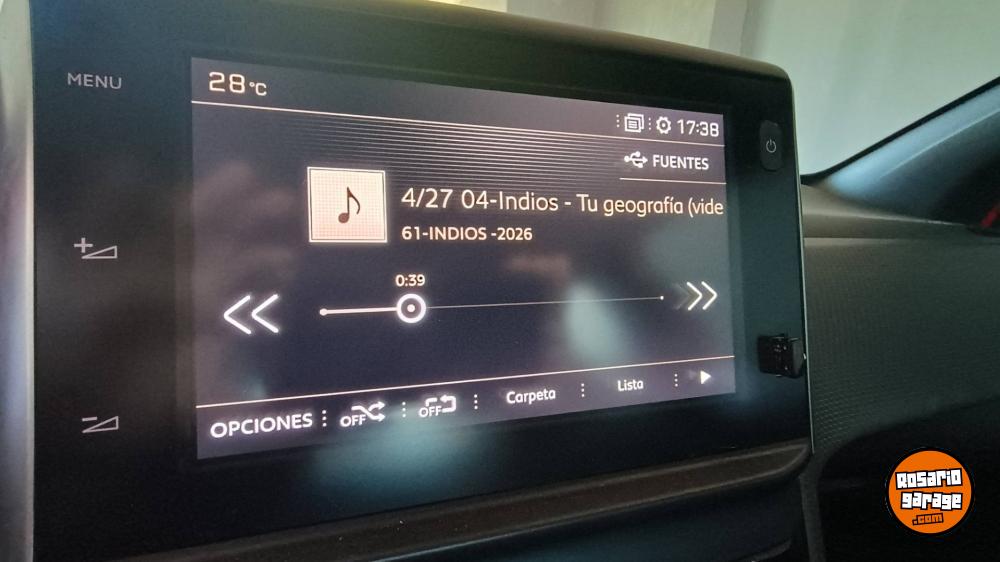 MENU
28°C
17:38
FUENTES
4/27 04-Indios - Tu geografía (vide
61-INDIOS -2026
0:39
OPCIONES
OFF
OFF
Carpeta
Lista
Rosario
garage
.com